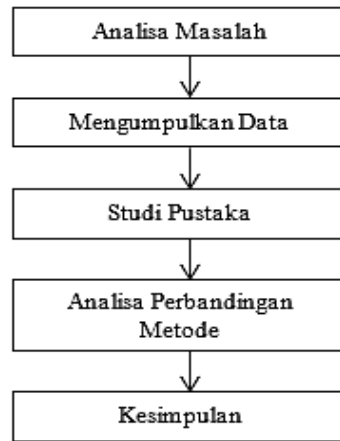 Analisa Masalah
Mengumpulkan Data
Studi Pustaka
Analisa Perbandingan
Metode
Kesimpulan